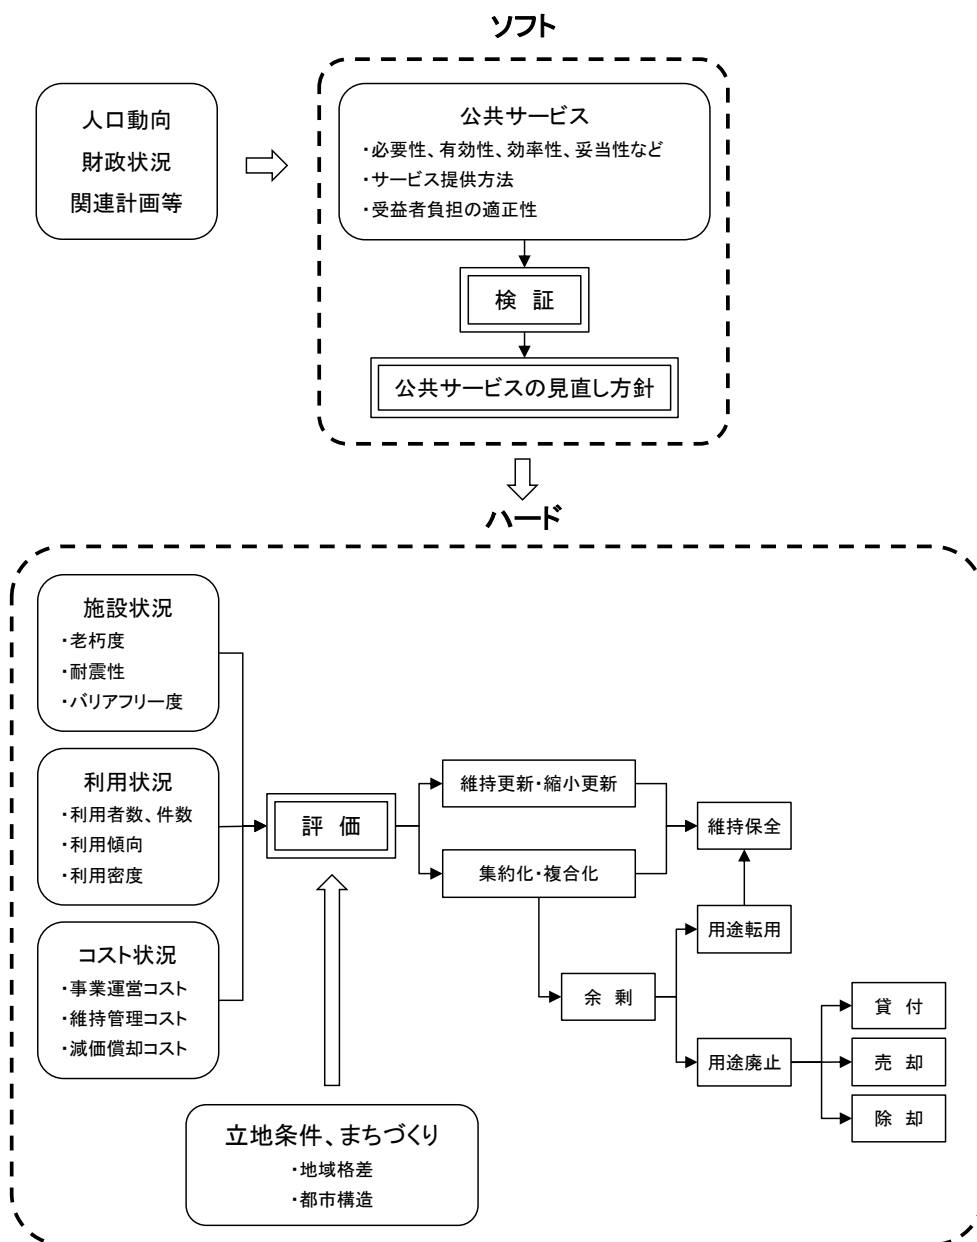 ソフト
人口動向
財政状況
関連計画等
公共サービス
・必要性、有効性、効率性、妥当性など
・サービス提供方法
・受益者負担の適正性
検 証
公共サービスの見直し方針
ハード
施設状況
・老朽度
・耐震性
・バリアフリー度
利用状況
・利用者数、件数
・利用傾向
・利用密度
コスト状況
・事業運営コスト
・維持管理コスト
・減価償却コスト
評 価
立地条件、まちづくり
・地域格差
・都市構造
維持更新・縮小更新
集約化・複合化
維持保全
用途転用
余 剰
用途廃止
貸 付
売 却
除 却